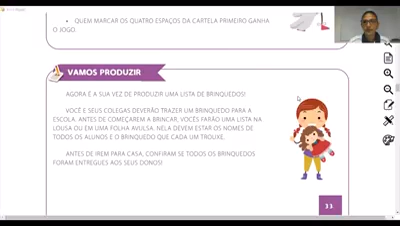 QUEM MARCAR OS QUATRO ESPAÇOS DA CARTELA PRIMEIRO GANHA
O JOGO.
VAMOS PRODUZIR
AGORA É A SUA VEZ DE PRODUZIR UMA LISTA DE BRINQUEDOS!
VOCÊ E SEUS COLEGAS DEVERÃO TRAZER UM BRINQUEDO PARA A
ESCOLA. ANTES DE COMEÇAREM A BRINCAR, VOCÊS FARÃO UMA LISTA NA
LOUSA OU EM UMA FOLHA AVULSA. NELA DEVEM ESTAR OS NOMES DE
TODOS OS ALUNOS E O BRINQUEDO QUE CADA UM TROUXE.
ANTES DE IREM PARA CASA, CONFIRAM SE TODOS OS BRINQUEDOS
FORAM ENTREGUES AOS SEUS DONOS!
33